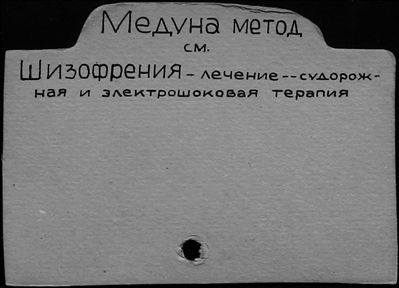 Медуна метод
см.
Шизофрения - лечение -- судорож-
ная и электрошоковая терапия